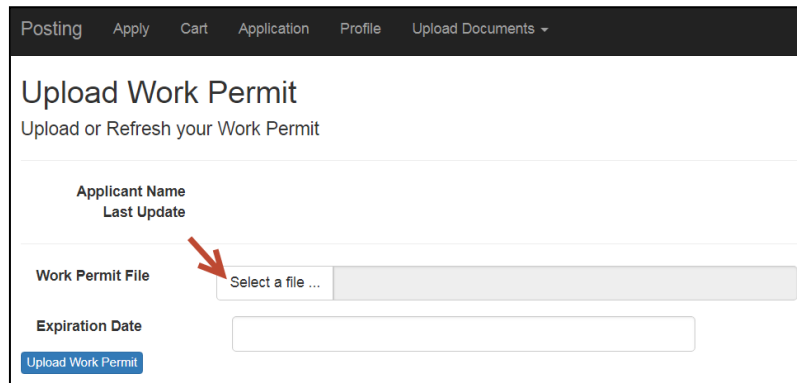 Posting Apply Cart Application Profile Upload Documents
Upload Work Permit
Upload or Refresh your Work Permit
Applicant Name
Last Update
Work Permit File Select a file ...
Expiration Date
Upload Work Permit